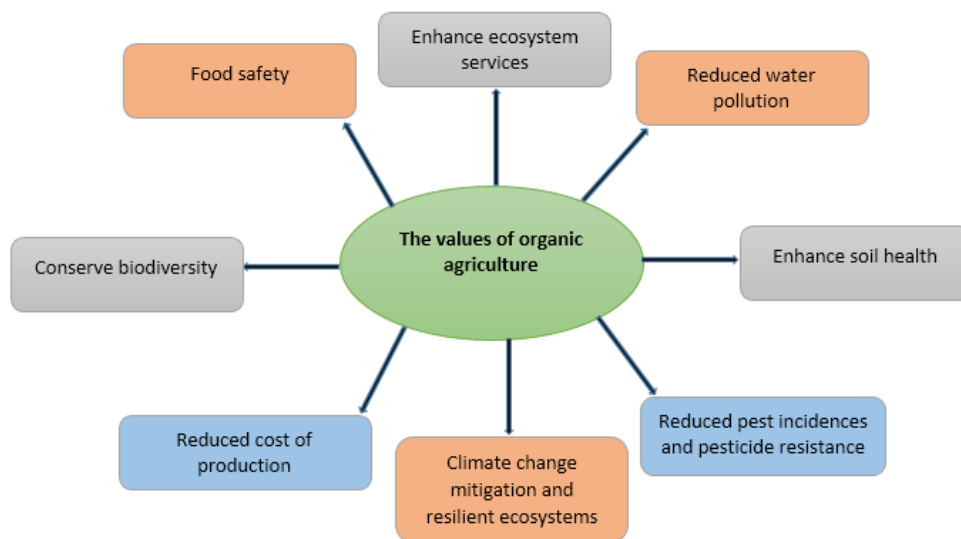 Enhance ecosystem
services
Food safety
Reduced water
pollution
The values of organic
agriculture
Conserve biodiversity
Enhance soil health
Reduced cost of
production
Climate change
mitigation and
resilient ecosystems
Reduced pest incidences
and pesticide resistance